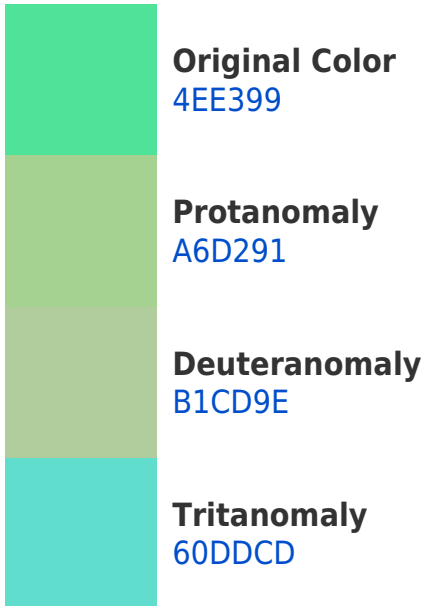 Original Color
4EE399
Protanomaly
A6D291
Deuteranomaly
B1CD9E
Tritanomaly
60DDCD